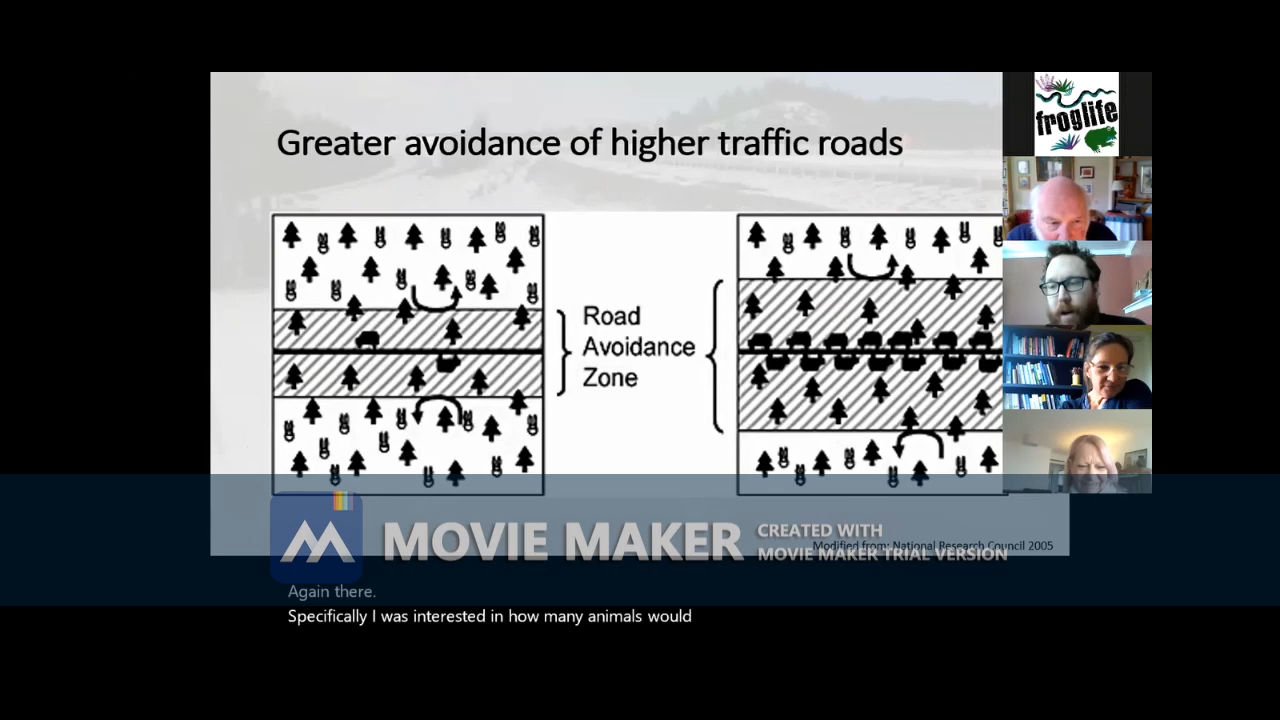 Greater avoidance of higher traffic roads
froglife
Road
Avoidance
Zone
MOVIE MAKER
CREATED WITH
MOVIE MAKER TRIAL VERSION
Modified from: National Research Council 2005
Again there.
Specifically I was interested in how many animals would